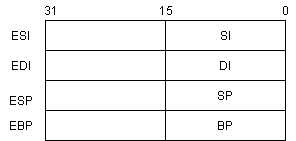 31 15 0
ESI SI
EDI DI
ESP SP
EBP BP